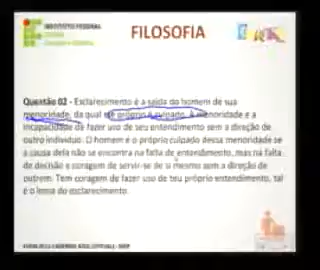 INSTITUTO FEDERAL
FILOSOFIA
Questão 02 - Esclarecimento é a saída do homem de sua
menoridade, da qual ele próprio é culpado. A menoridade é a
incapacidade de fazer uso de seu entendimento sem a direção de
outro indivíduo. O homem é o próprio culpado dessa menoridade se
a causa dela não se encontra na falta de entendimento, mas na falta
de decisão e coragem de servir-se de si mesmo sem a direção de
outrem. Tem coragem de fazer uso de teu próprio entendimento, tal
é o lema do esclarecimento.